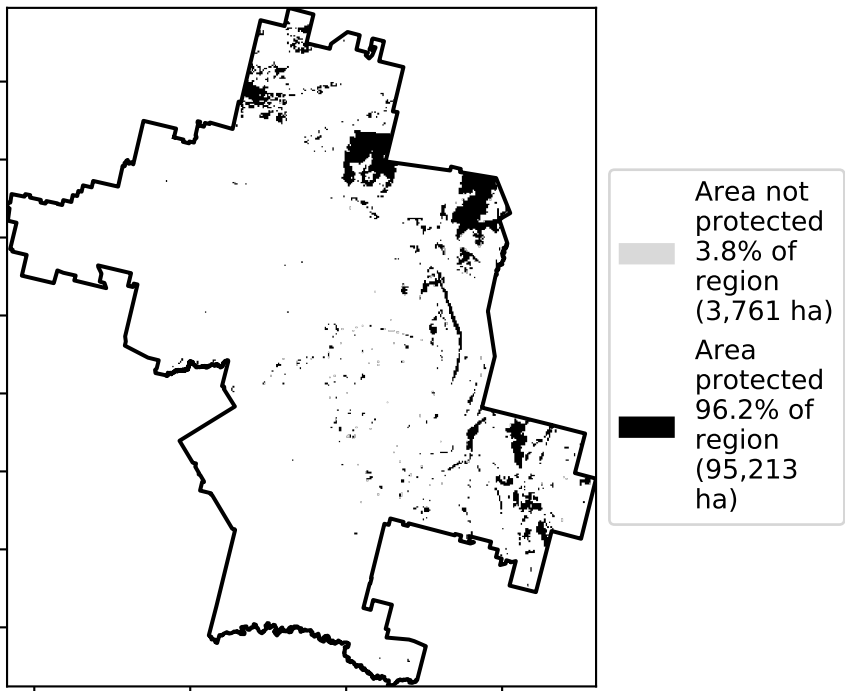 Area not
protected
3.8% of
region
(3,761 ha)
Area
protected
96.2% of
region
(95,213
ha)